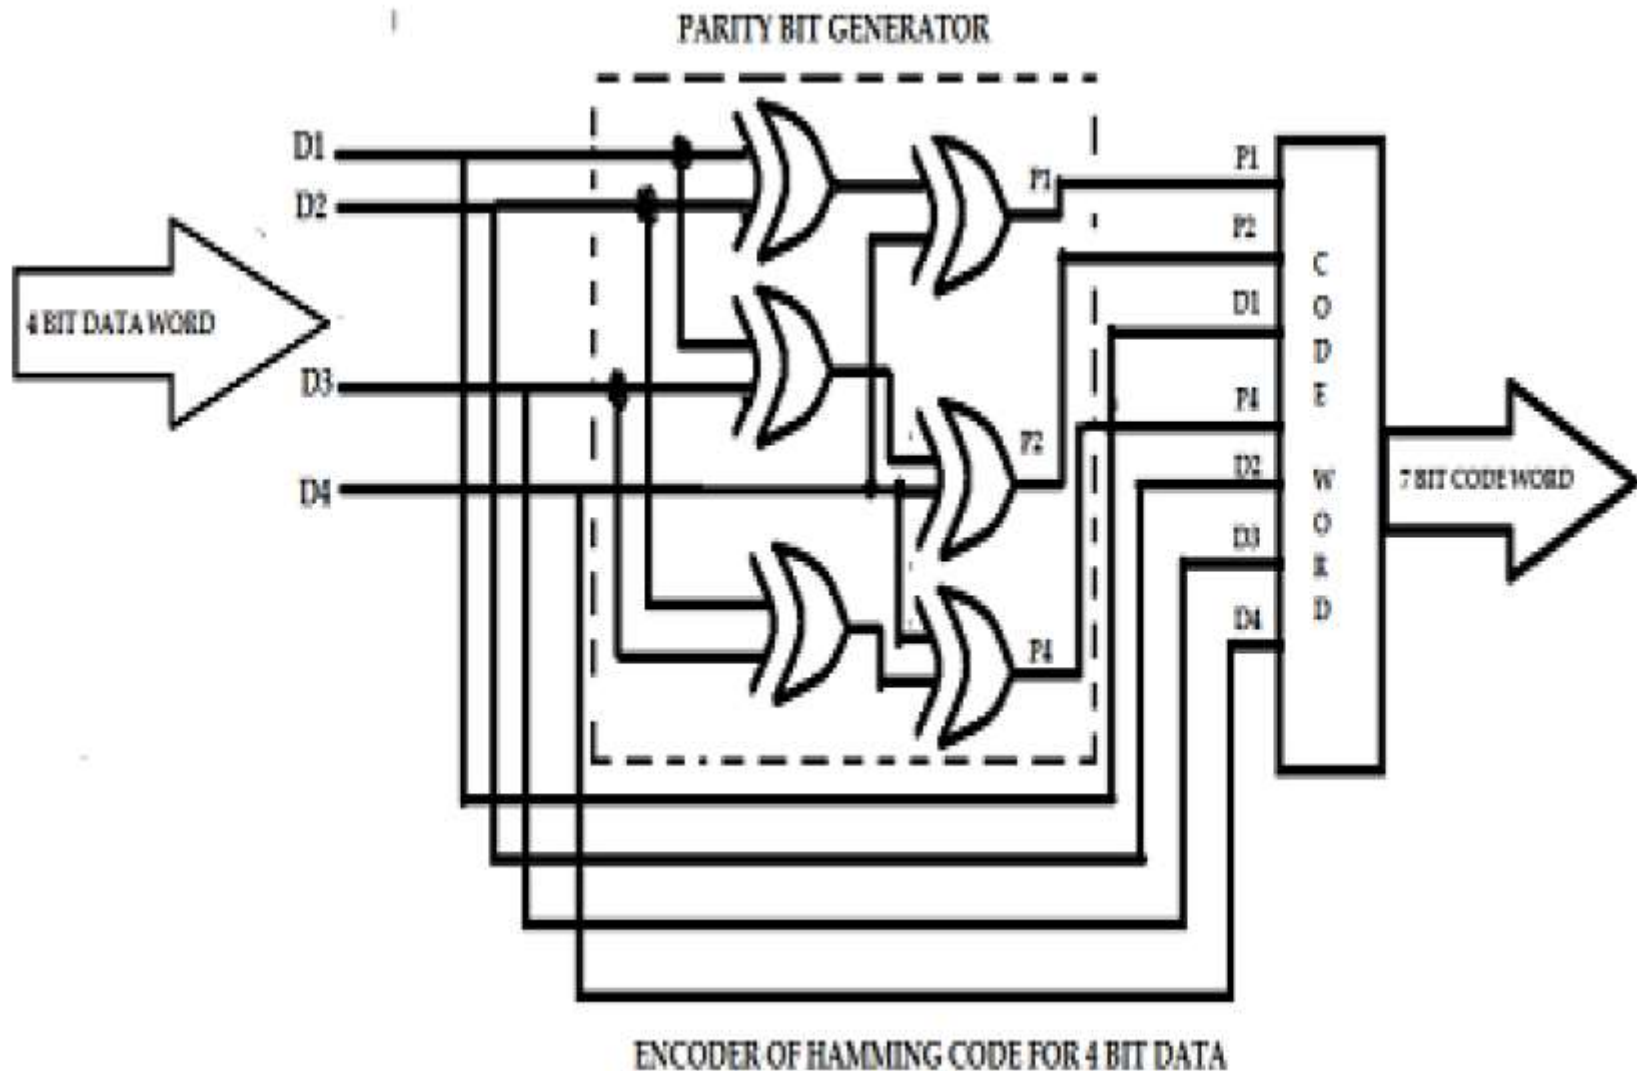 PARITY BIT GENERATOR
D1
D2
4 BIT DATA WORD
D3
D4
P1
P2
P4
P1
P2
D1
P4
D2
D3
D4
CODE WORD
7 BIT CODE WORD
ENCODER OF HAMMING CODE FOR 4 BIT DATA